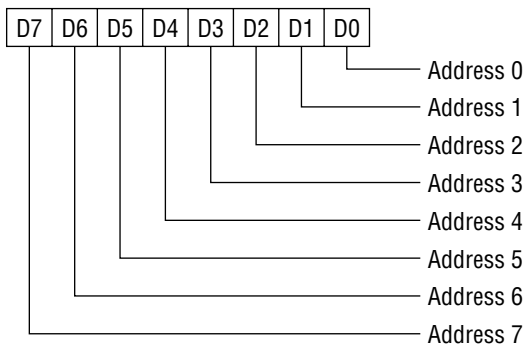 D7 D6 D5 D4 D3 D2 D1 D0
Address 0
Address 1
Address 2
Address 3
Address 4
Address 5
Address 6
Address 7